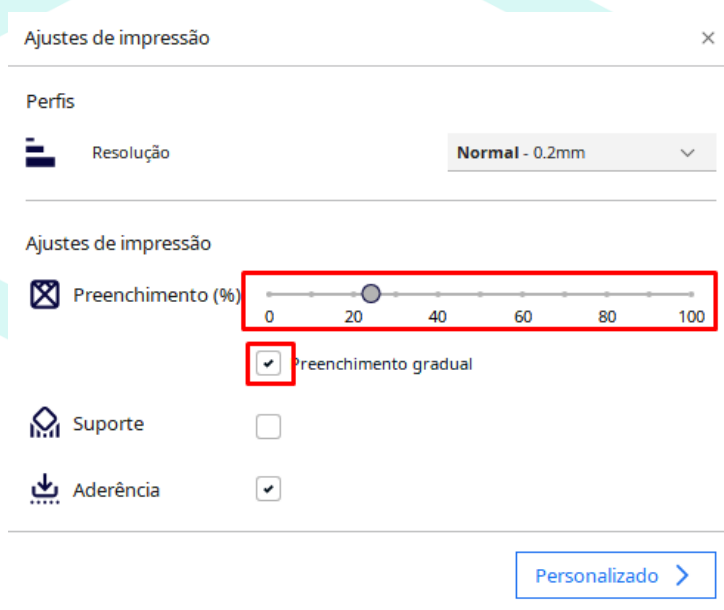 Ajustes de impressão
Perfis
Resolução
Normal - 0.2mm
Ajustes de impressão
Preenchimento (%)
0 20 40 60 80 100
Preenchimento gradual
Suporte
Aderência
Personalizado